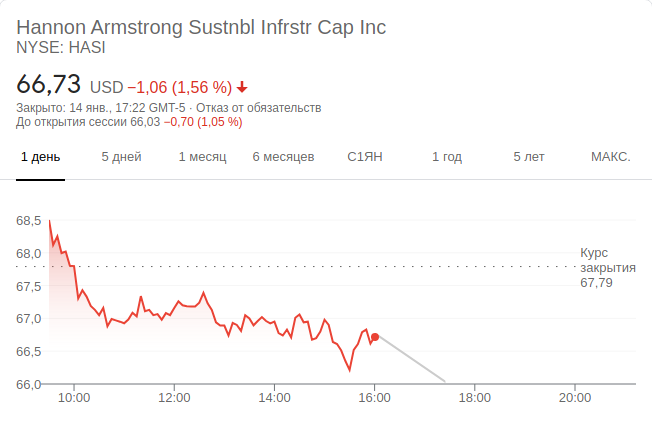 Hannon Armstrong Sustnbl Infrstr Cap Inc
NYSE: HASI
66,73 USD −1,06 (1,56 %)
Закрыто: 14 янв., 17:22 GMT-5 · Отказ от обязательств
До открытия сессии 66,03 −0,70 (1,05 %)
1 день 5 дней 1 месяц 6 месяцев С1ЯН 1 год 5 лет МАКС.
68,5
68,0
67,5
67,0
66,5
66,0
Курс
закрытия
67,79
10:00 12:00 14:00 16:00 18:00 20:00